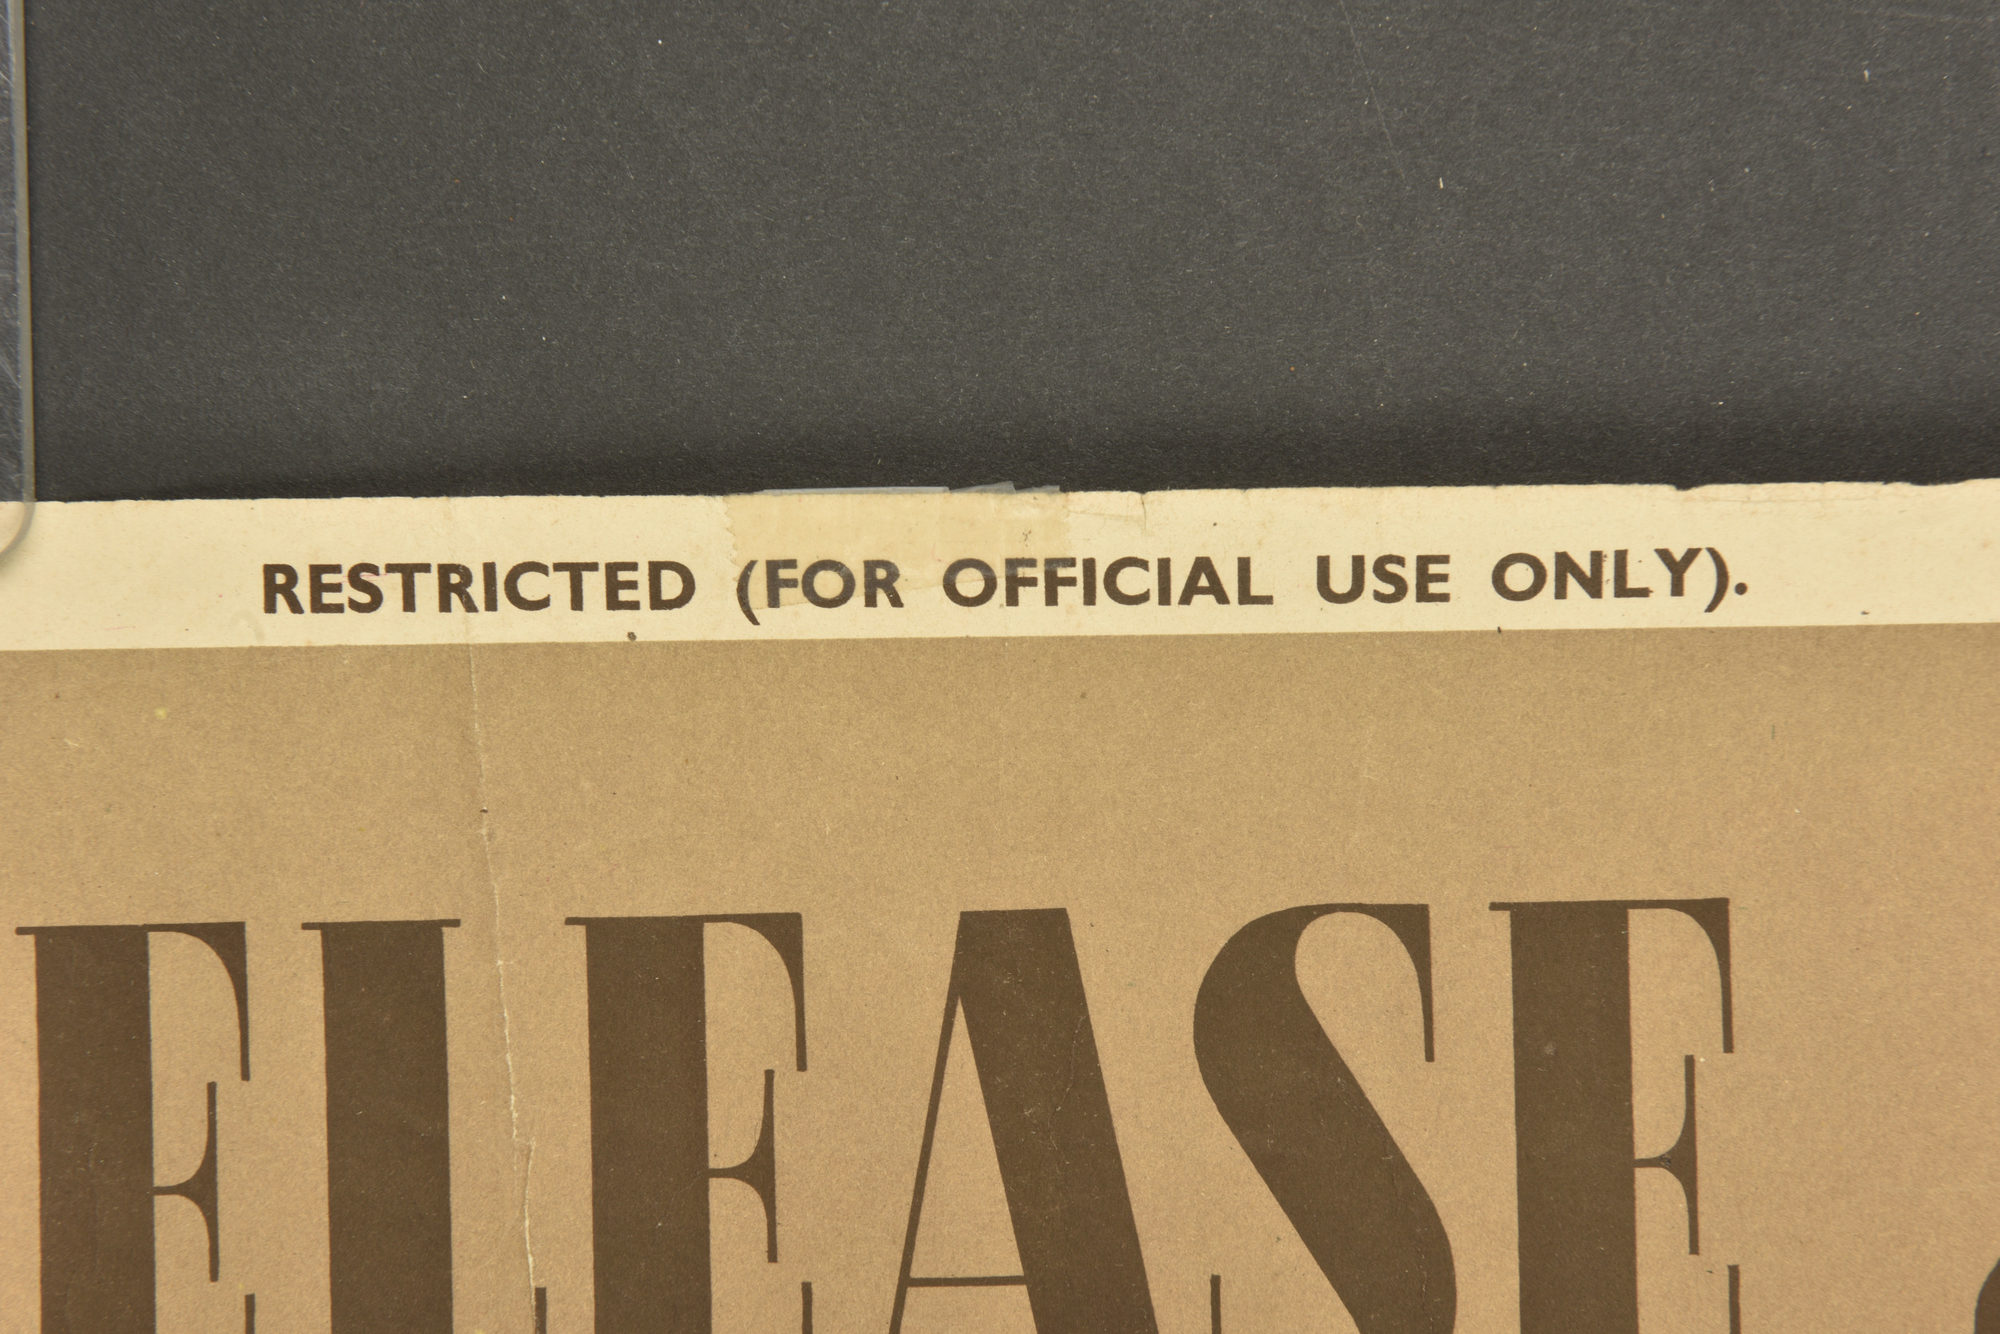 RESTRICTED (FOR OFFICIAL USE ONLY).
ELEASE